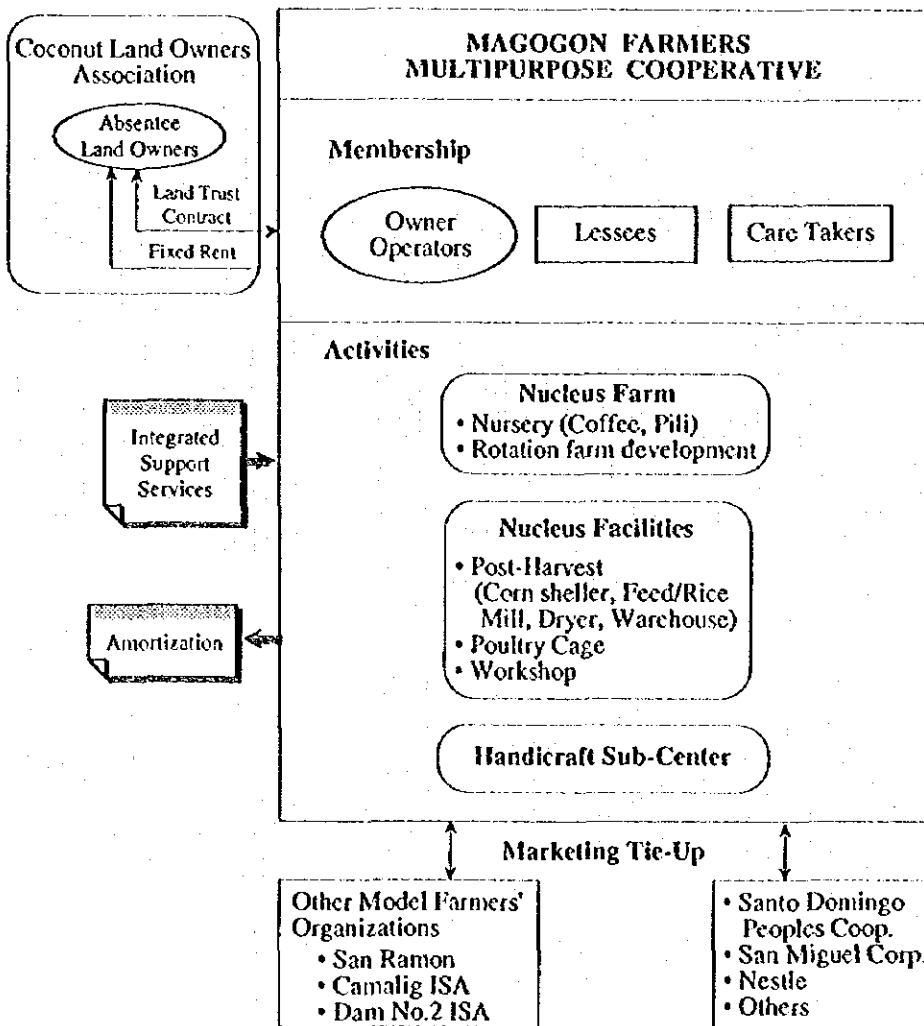 Coconut Land Owners
Association
Absentee
Land Owners
Land Trust
Contract
Fixed Rent
MAGOGON FARMERS
MULTIPURPOSE COOPERATIVE
Membership
Owner
Operators
Lessees
Care Takers
Activities
Nucleus Farm
• Nursery (Coffee, Pili)
• Rotation farm development
Integrated
Support
Services
Nucleus Facilities
• Post-Harvest
(Corn sheller, Feed/Rice
Mill, Dryer, Warehouse)
• Poultry Cage
• Workshop
Amortization
Handicraft Sub-Center
Marketing Tie-Up
Other Model Farmers'
Organizations
• San Ramon
• Camalig ISA
• Dam No.2 ISA
• Santo Domingo
Peoples Coop.
• San Miguel Corp.
• Nestle
• Others